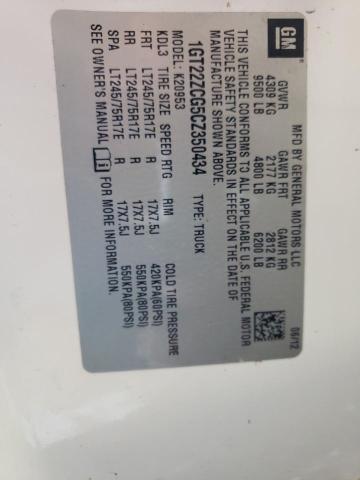 GM
MFD BY GENERAL MOTORS LLC 06/12
GVWR GAWR FRT GAWR RR
4309 KG 2177 KG 2812 KG
9500 LB 4800 LB 6200 LB
THIS VEHICLE CONFORMS TO ALL APPLICABLE U.S. FEDERAL MOTOR
VEHICLE SAFETY STANDARDS IN EFFECT ON THE DATE OF
MANUFACTURE SHOWN ABOVE.
1GT22ZCG5CZ350434 TYPE: TRUCK
MODEL: K20953
KDL3 TIRE SIZE SPEED RTG RIM COLD TIRE PRESSURE
FRT LT245/75R17E R 17X7.5J 420KPA(60PSI)
RR LT245/75R17E R 17X7.5J 550KPA(80PSI)
SPA LT245/75R17E R 17X7.5J 550KPA(80PSI)
SEE OWNER'S MANUAL i FOR MORE INFORMATION.